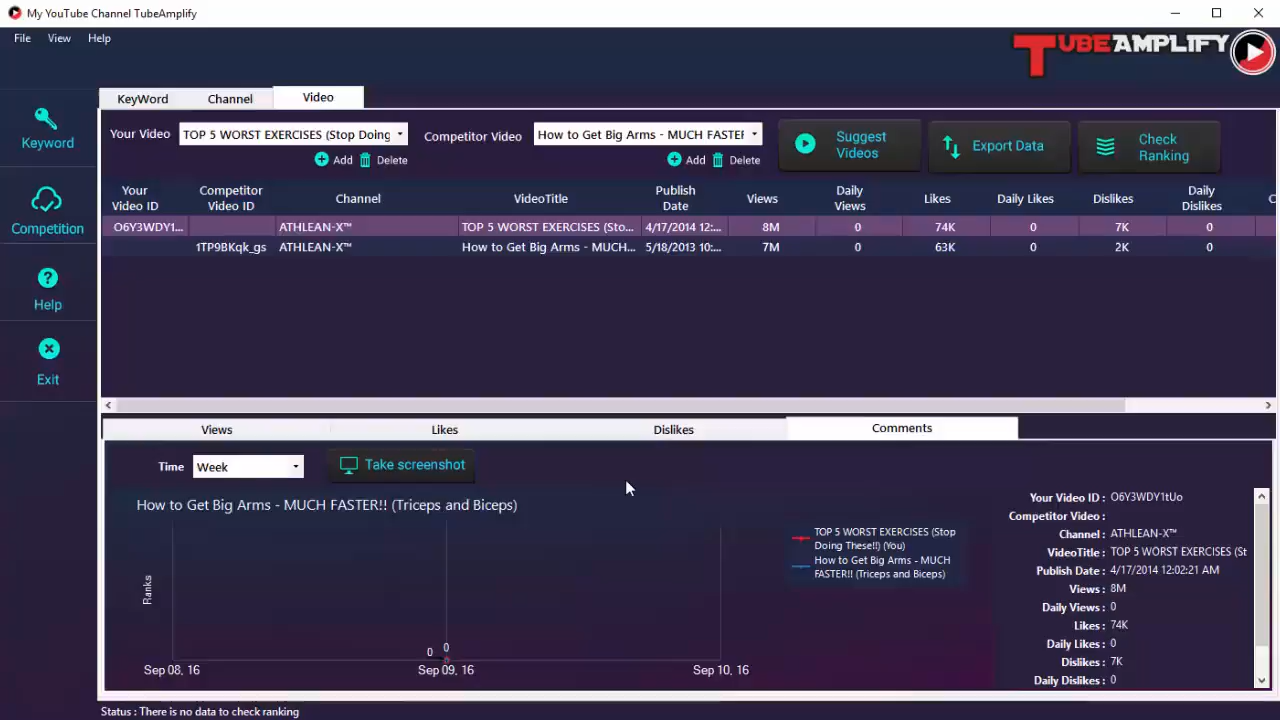 My YouTube Channel TubeAmplify
File View Help
TUBEAMPLIFY
KeyWord Channel Video
Keyword
Competition
Help
Exit
Your Video TOP 5 WORST EXERCISES (Stop Doing
Competitor Video How to Get Big Arms - MUCH FASTER
Add Delete
Add Delete
Suggest Videos
Export Data
Check Ranking
Your Video ID Competitor Video ID Channel VideoTitle Publish Date Views Daily Views Likes Daily Likes Dislikes Daily Dislikes C
O6Y3WDY1... ATHLEAN-X™ TOP 5 WORST EXERCISES (Sto... 4/17/2014 12:... 8M 0 74K 0 7K 0
1TP9BKqk_gs ATHLEAN-X™ How to Get Big Arms - MUCH... 5/18/2013 10:... 7M 0 63K 0 2K 0
Views Likes Dislikes Comments
Time Week Take screenshot
How to Get Big Arms - MUCH FASTER!! (Triceps and Biceps)
Ranks
0 0
Sep 08, 16 Sep 09, 16 Sep 10, 16
TOP 5 WORST EXERCISES (Stop
Doing These!!) (You)
How to Get Big Arms - MUCH
FASTER!! (Triceps and Biceps)
Your Video ID : O6Y3WDY1tUo
Competitor Video :
Channel : ATHLEAN-X™
VideoTitle : TOP 5 WORST EXERCISES (St
Publish Date : 4/17/2014 12:02:21 AM
Views : 8M
Daily Views : 0
Likes : 74K
Daily Likes : 0
Dislikes : 7K
Daily Dislikes : 0
Status : There is no data to check ranking